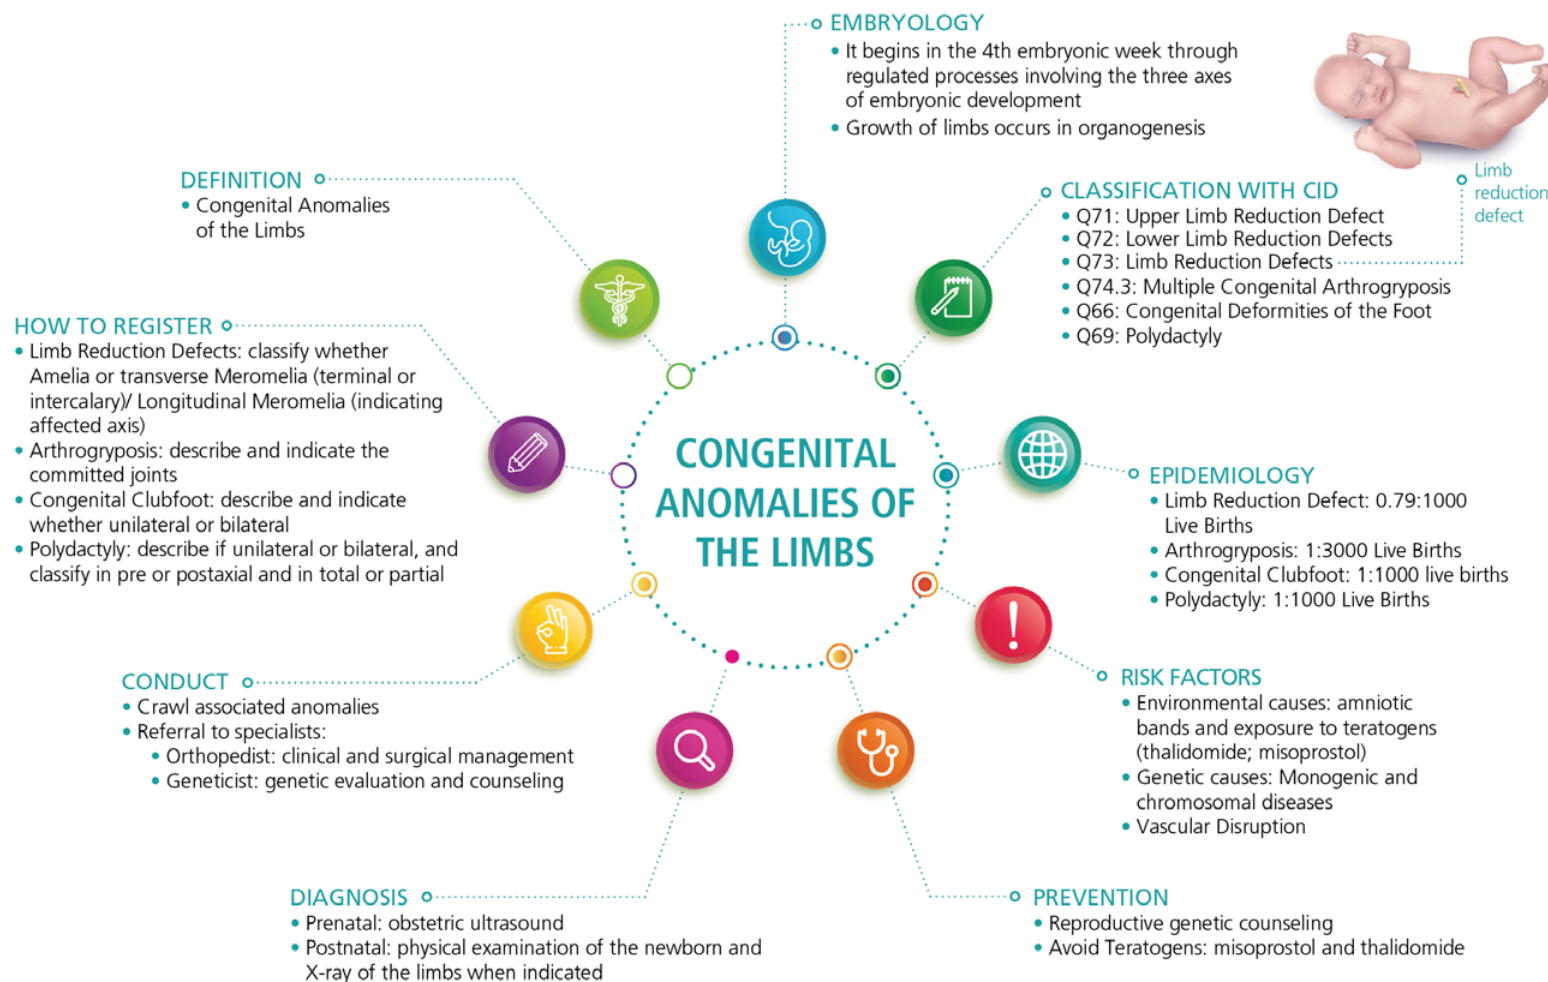 EMBRYOLOGY
• It begins in the 4th embryonic week through
regulated processes involving the three axes
of embryonic development
• Growth of limbs occurs in organogenesis
Limb
reduction
defect
DEFINITION
• Congenital Anomalies
of the Limbs
CLASSIFICATION WITH CID
• Q71: Upper Limb Reduction Defect
• Q72: Lower Limb Reduction Defects
• Q73: Limb Reduction Defects
• Q74.3: Multiple Congenital Arthrogryposis
• Q66: Congenital Deformities of the Foot
• Q69: Polydactyly
HOW TO REGISTER
• Limb Reduction Defects: classify whether
Amelia or transverse Meromelia (terminal or
intercalary)/ Longitudinal Meromelia (indicating
affected axis)
• Arthrogryposis: describe and indicate the
committed joints
• Congenital Clubfoot: describe and indicate
whether unilateral or bilateral
• Polydactyly: describe if unilateral or bilateral, and
classify in pre or postaxial and in total or partial
CONGENITAL
ANOMALIES OF
THE LIMBS
EPIDEMIOLOGY
• Limb Reduction Defect: 0.79:1000
Live Births
• Arthrogryposis: 1:3000 Live Births
• Congenital Clubfoot: 1:1000 live births
• Polydactyly: 1:1000 Live Births
CONDUCT
• Crawl associated anomalies
• Referral to specialists:
• Orthopedist: clinical and surgical management
• Geneticist: genetic evaluation and counseling
RISK FACTORS
• Environmental causes: amniotic
bands and exposure to teratogens
(thalidomide; misoprostol)
• Genetic causes: Monogenic and
chromosomal diseases
• Vascular Disruption
DIAGNOSIS
• Prenatal: obstetric ultrasound
• Postnatal: physical examination of the newborn and
X-ray of the limbs when indicated
PREVENTION
• Reproductive genetic counseling
• Avoid Teratogens: misoprostol and thalidomide